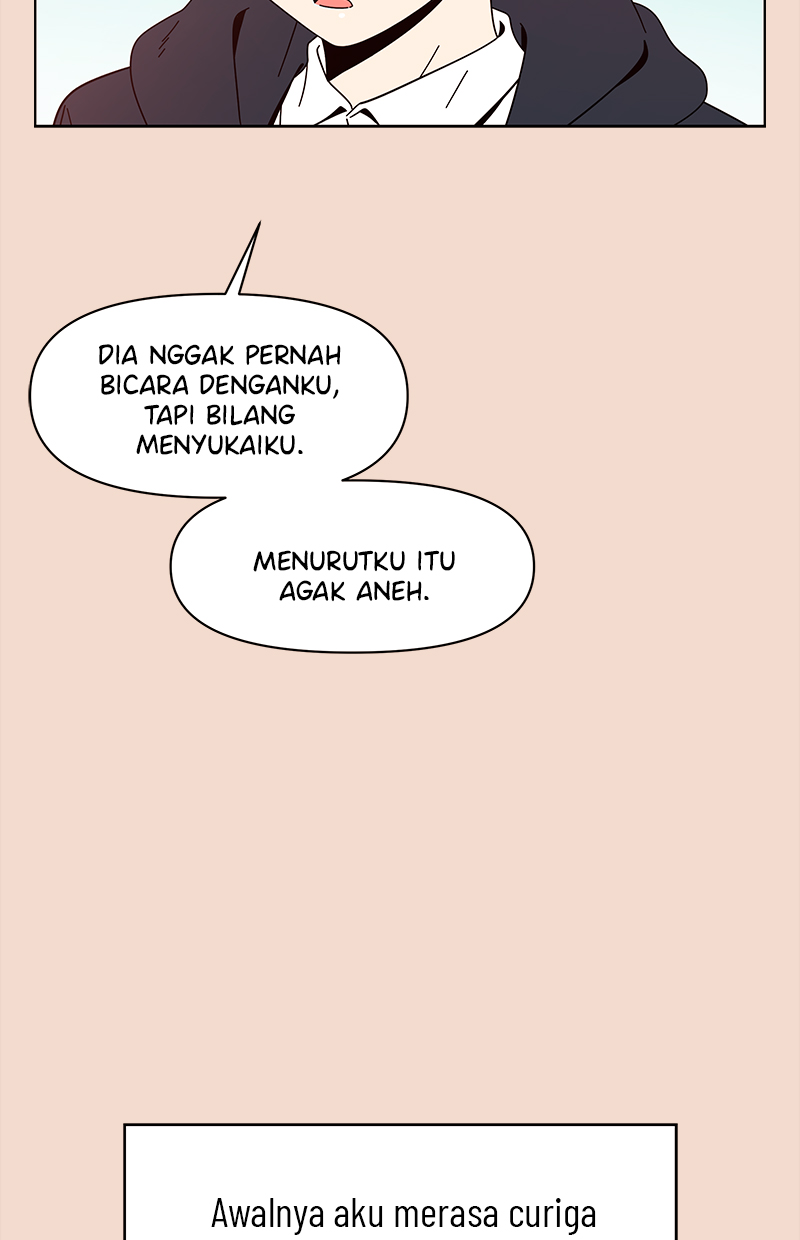 DIA NGGAK PERNAH
BICARA DENGANKU,
TAPI BILANG
MENYUKAIKU.
MENURUTKU ITU
AGAK ANEH.
Awalnya aku merasa curiga